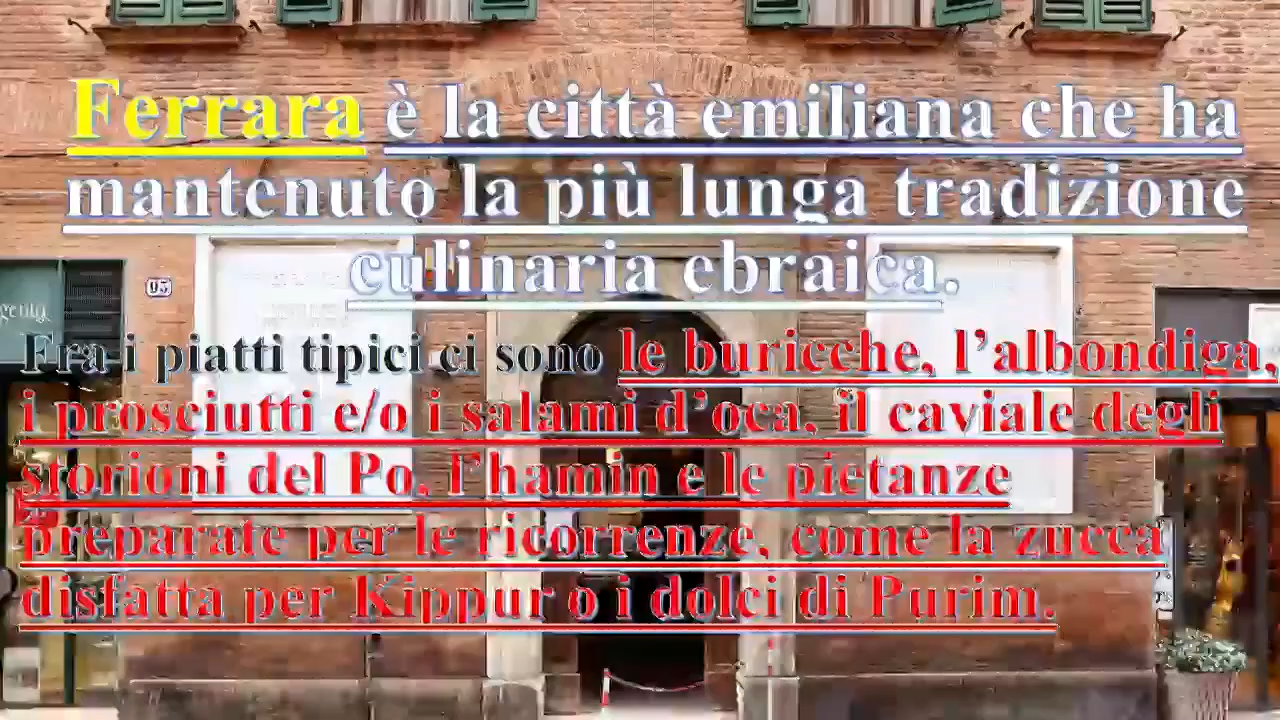 Ferrara è la città emiliana che ha
mantenuto la più lunga tradizione
culinaria ebraica.
95
Fra i piatti tipici ci sono le buricche, l’albondiga,
i prosciutti e/o i salami d’oca, il caviale degli
storioni del Po, l’hamin e le pietanze
preparate per le ricorrenze, come la zucca
disfatta per Kippur o i dolci di Purim.